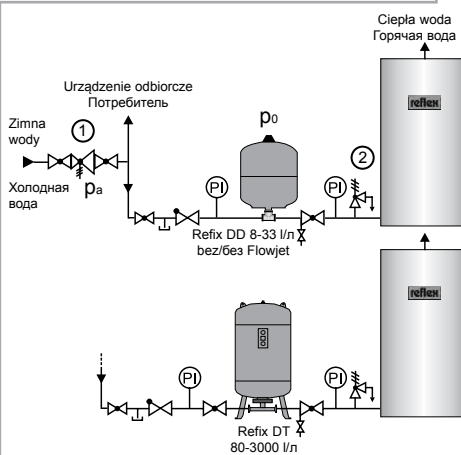 Ciepła woda
Горячая вода
Urządzenie odbiorcze
Потребитель
Zimna
wody
Холодная
вода
1
pa
p0
PI
PI
2
reflex
Refix DD 8-33 l/л
bez/без Flowjet
reflex
PI
PI
Refix DT
80-3000 l/л